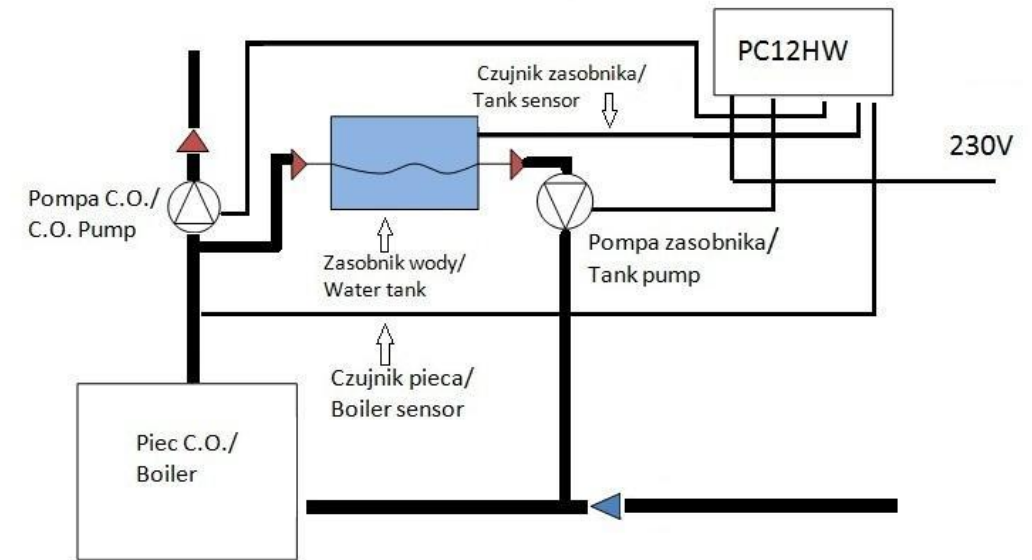 PC12HW
Czujnik zasobnika/
Tank sensor
230V
Pompa C.O./
C.O. Pump
Pompa zasobnika/
Tank pump
Zasobnik wody/
Water tank
Czujnik pieca/
Boiler sensor
Piec C.O./
Boiler